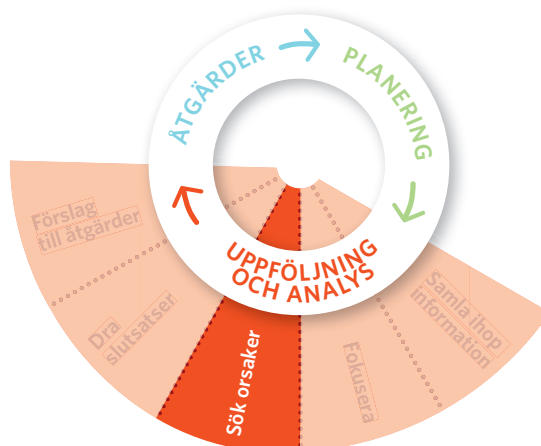 ÅTGÄRDER
PLANERING
UPPFÖLJNING
OCH ANALYS
Samla ihop
information
Fokusera
Sök orsaker
Dra
slutsatser
Förslag
till åtgärder